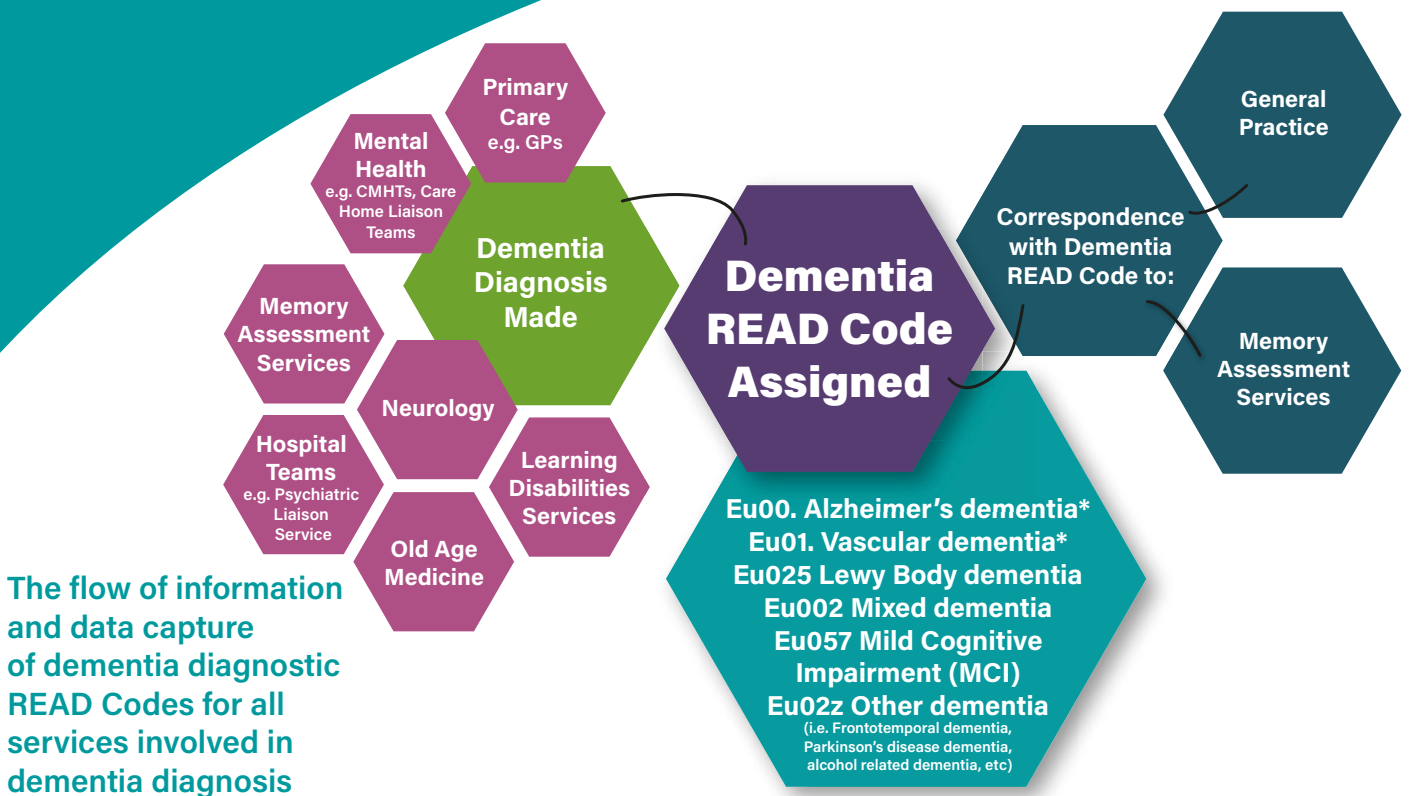 Primary
Care
e.g. GPs
Mental
Health
e.g. CMHTs, Care
Home Liaison
Teams
Dementia
Diagnosis
Made
Memory
Assessment
Services
Neurology
Hospital
Teams
e.g. Psychiatric
Liaison
Service
Learning
Disabilities
Services
Old Age
Medicine
The flow of information
and data capture
of dementia diagnostic
READ Codes for all
services involved in
dementia diagnosis
Dementia
READ Code
Assigned
Eu00. Alzheimer's dementia*
Eu01. Vascular dementia*
Eu025 Lewy Body dementia
Eu002 Mixed dementia
Eu057 Mild Cognitive
Impairment (MCI)
Eu02z Other dementia
(i.e. Frontotemporal dementia,
Parkinson's disease dementia,
alcohol related dementia, etc)
Correspondence
with Dementia
READ Code to:
General
Practice
Memory
Assessment
Services